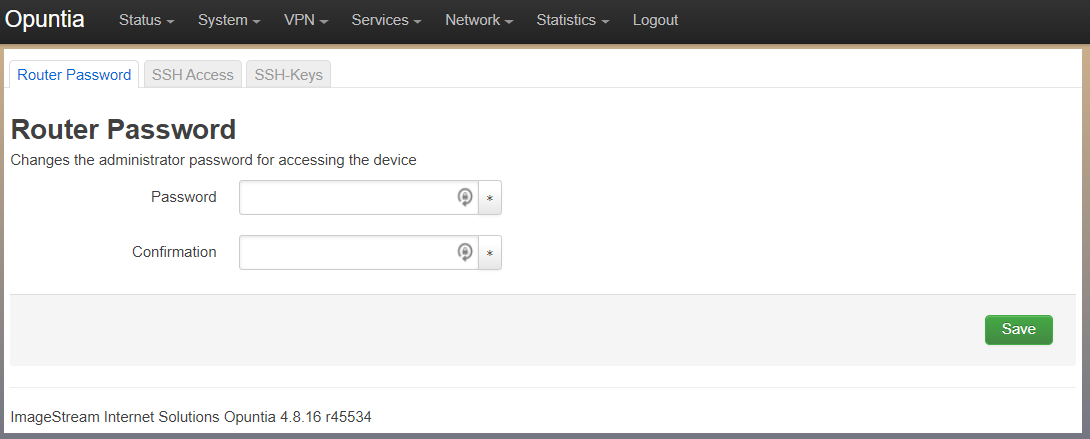 Opuntia Status System VPN Services Network Statistics Logout
Router Password SSH Access SSH-Keys
Router Password
Changes the administrator password for accessing the device
Password *
Confirmation *
Save
ImageStream Internet Solutions Opuntia 4.8.16 r45534